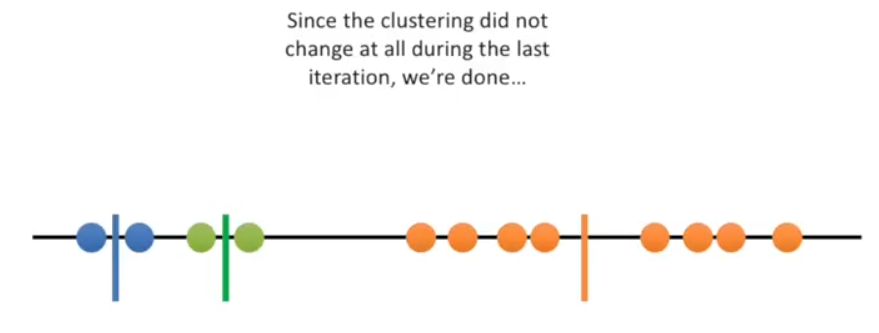 Since the clustering did not
change at all during the last
iteration, we’re done…